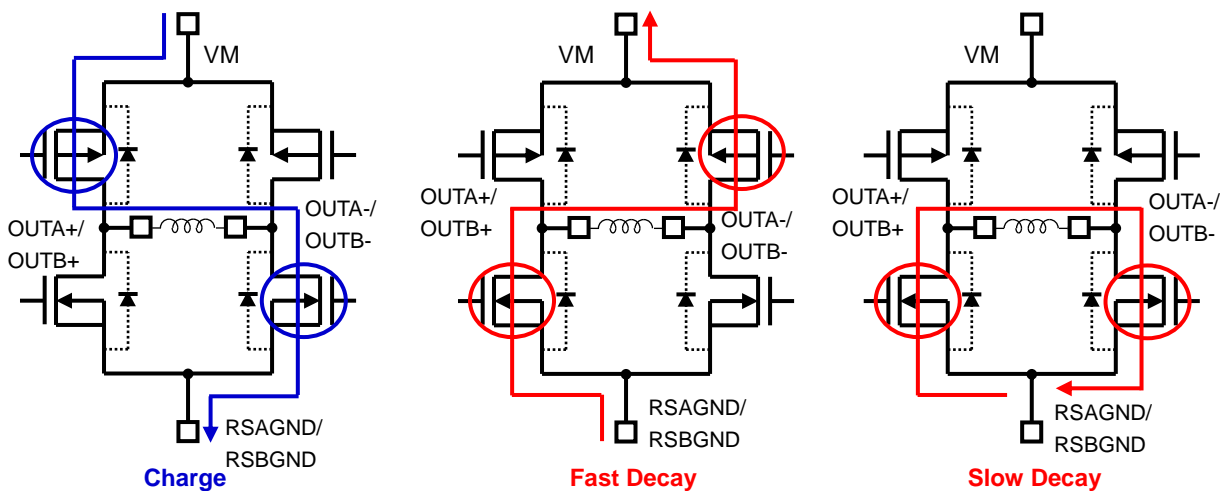 VM
OUTA+/
OUTB+
OUTA-/
OUTB-
RSAGND/
RSBGND
Charge
VM
OUTA+/
OUTB+
OUTA-/
OUTB-
RSAGND/
RSBGND
Fast Decay
VM
OUTA+/
OUTB+
OUTA-/
OUTB-
RSAGND/
RSBGND
Slow Decay